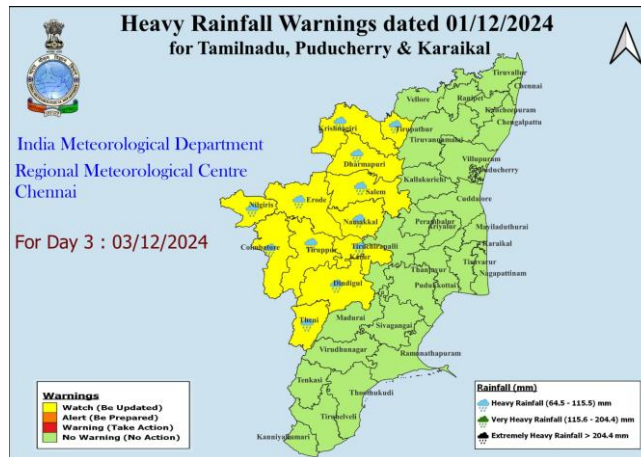 Heavy Rainfall Warnings dated 01/12/2024
for Tamilnadu, Puducherry & Karaikal
India Meteorological Department
Regional Meteorological Centre
Chennai
For Day 3 : 03/12/2024
Tiruvallur
Chennai
Vellore
Ranipet
Kancheepuram
Chengalpattu
Krishnagiri
Tirupathur
Tiruvannamalai
Dharmapuri
Villupuram
Puducherry
Kallakurichi
Salem
Cuddalore
Nilgiris
Erode
Namakkal
Perambalur
Ariyalur
Mayiladuthurai
Coimbatore
Tiruppur
Tiruchirapalli
Karur
Karaikal
Thanjavur
Tiruvarur
Nagapattinam
Dindigul
Pudukkottai
Theni
Madurai
Sivagangai
Virudhunagar
Ramanathapuram
Tenkasi
Thoothukudi
Tirunelveli
Kanniyakumari
Warnings
Watch (Be Updated)
Alert (Be Prepared)
Warning (Take Action)
No Warning (No Action)
Rainfall (mm)
Heavy Rainfall (64.5 - 115.5) mm
Very Heavy Rainfall (115.6 - 204.4) mm
Extremely Heavy Rainfall > 204.4 mm